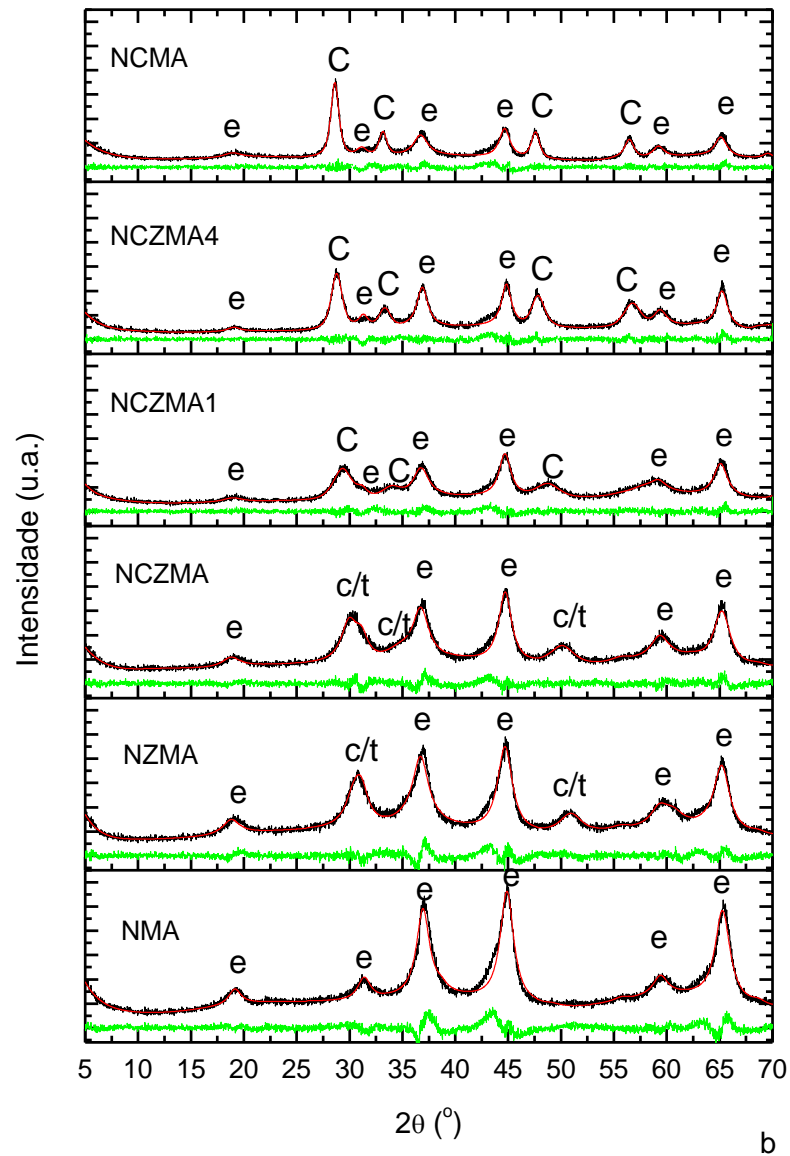 NCMA
e C e C e e C C e e
NCZMA4
e C e C e e C C e e
NCZMA1
e C e C e e C e e
NCZMA
e c/t c/t e e c/t e e
NZMA
e c/t e e c/t e e
NMA
e e e e e e
Intensidade (u.a.)
5 10 15 20 25 30 35 40 45 50 55 60 65 70
2θ (°)
b